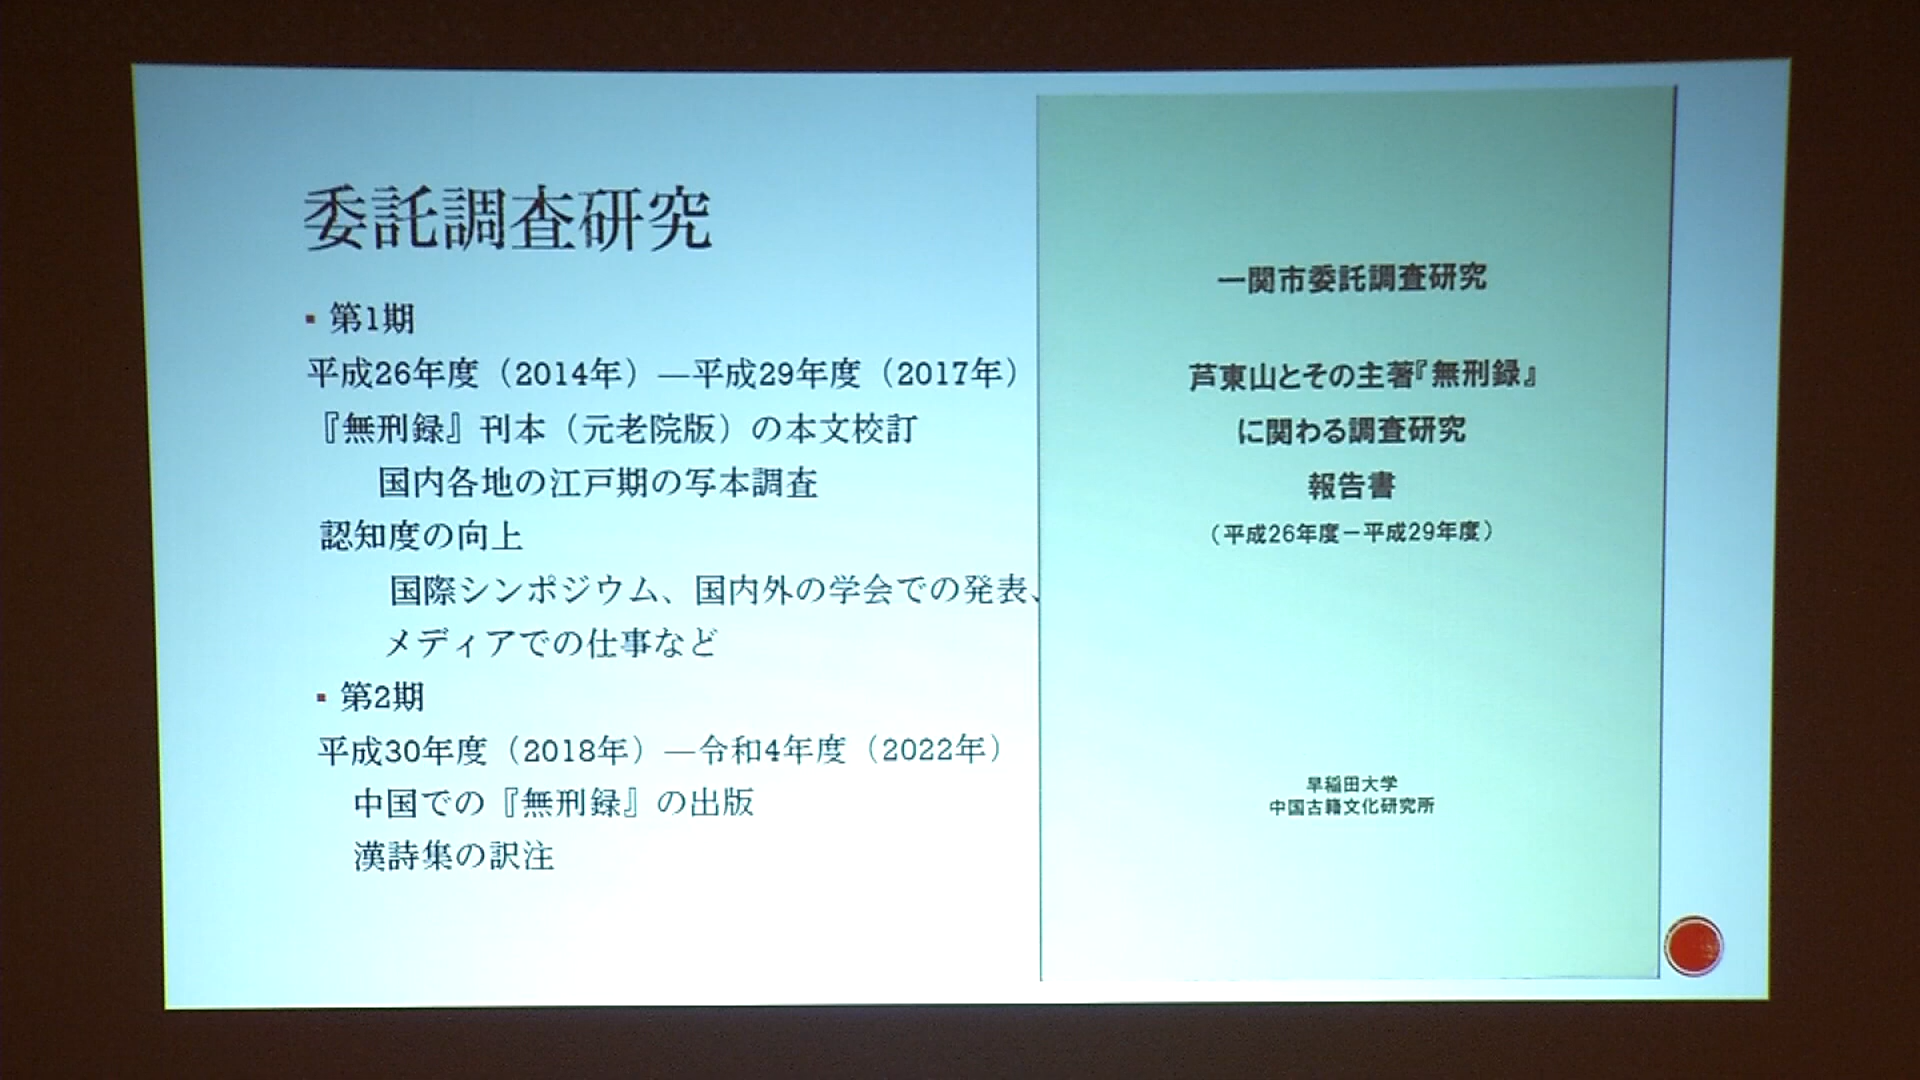 委託調査研究
▪ 第1期
平成26年度（2014年）―平成29年度（2017年）
『無刑録』刊本（元老院版）の本文校訂
国内各地の江戸期の写本調査
認知度の向上
国際シンポジウム、国内外の学会での発表、
メディアでの仕事など
▪ 第2期
平成30年度（2018年）―令和4年度（2022年）
中国での『無刑録』の出版
漢詩集の訳注
一関市委託調査研究
芦東山とその主著『無刑録』
に関わる調査研究
報告書
（平成26年度－平成29年度）
早稲田大学
中国古籍文化研究所